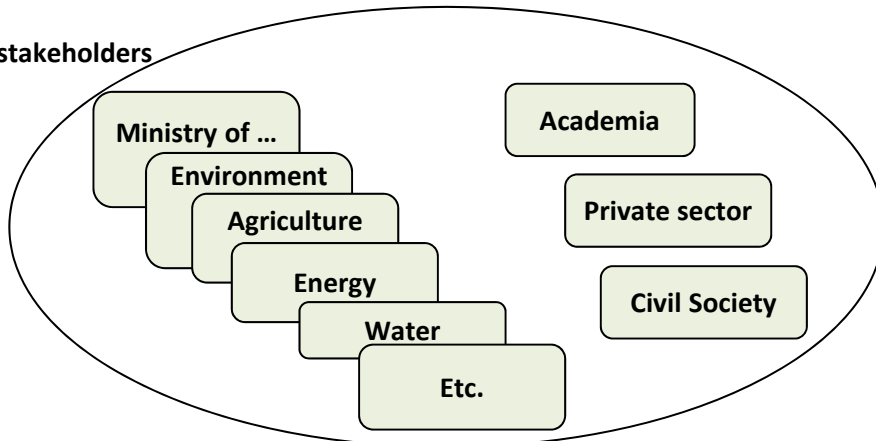 stakeholders
Ministry of …
Environment
Agriculture
Energy
Water
Etc.
Academia
Private sector
Civil Society